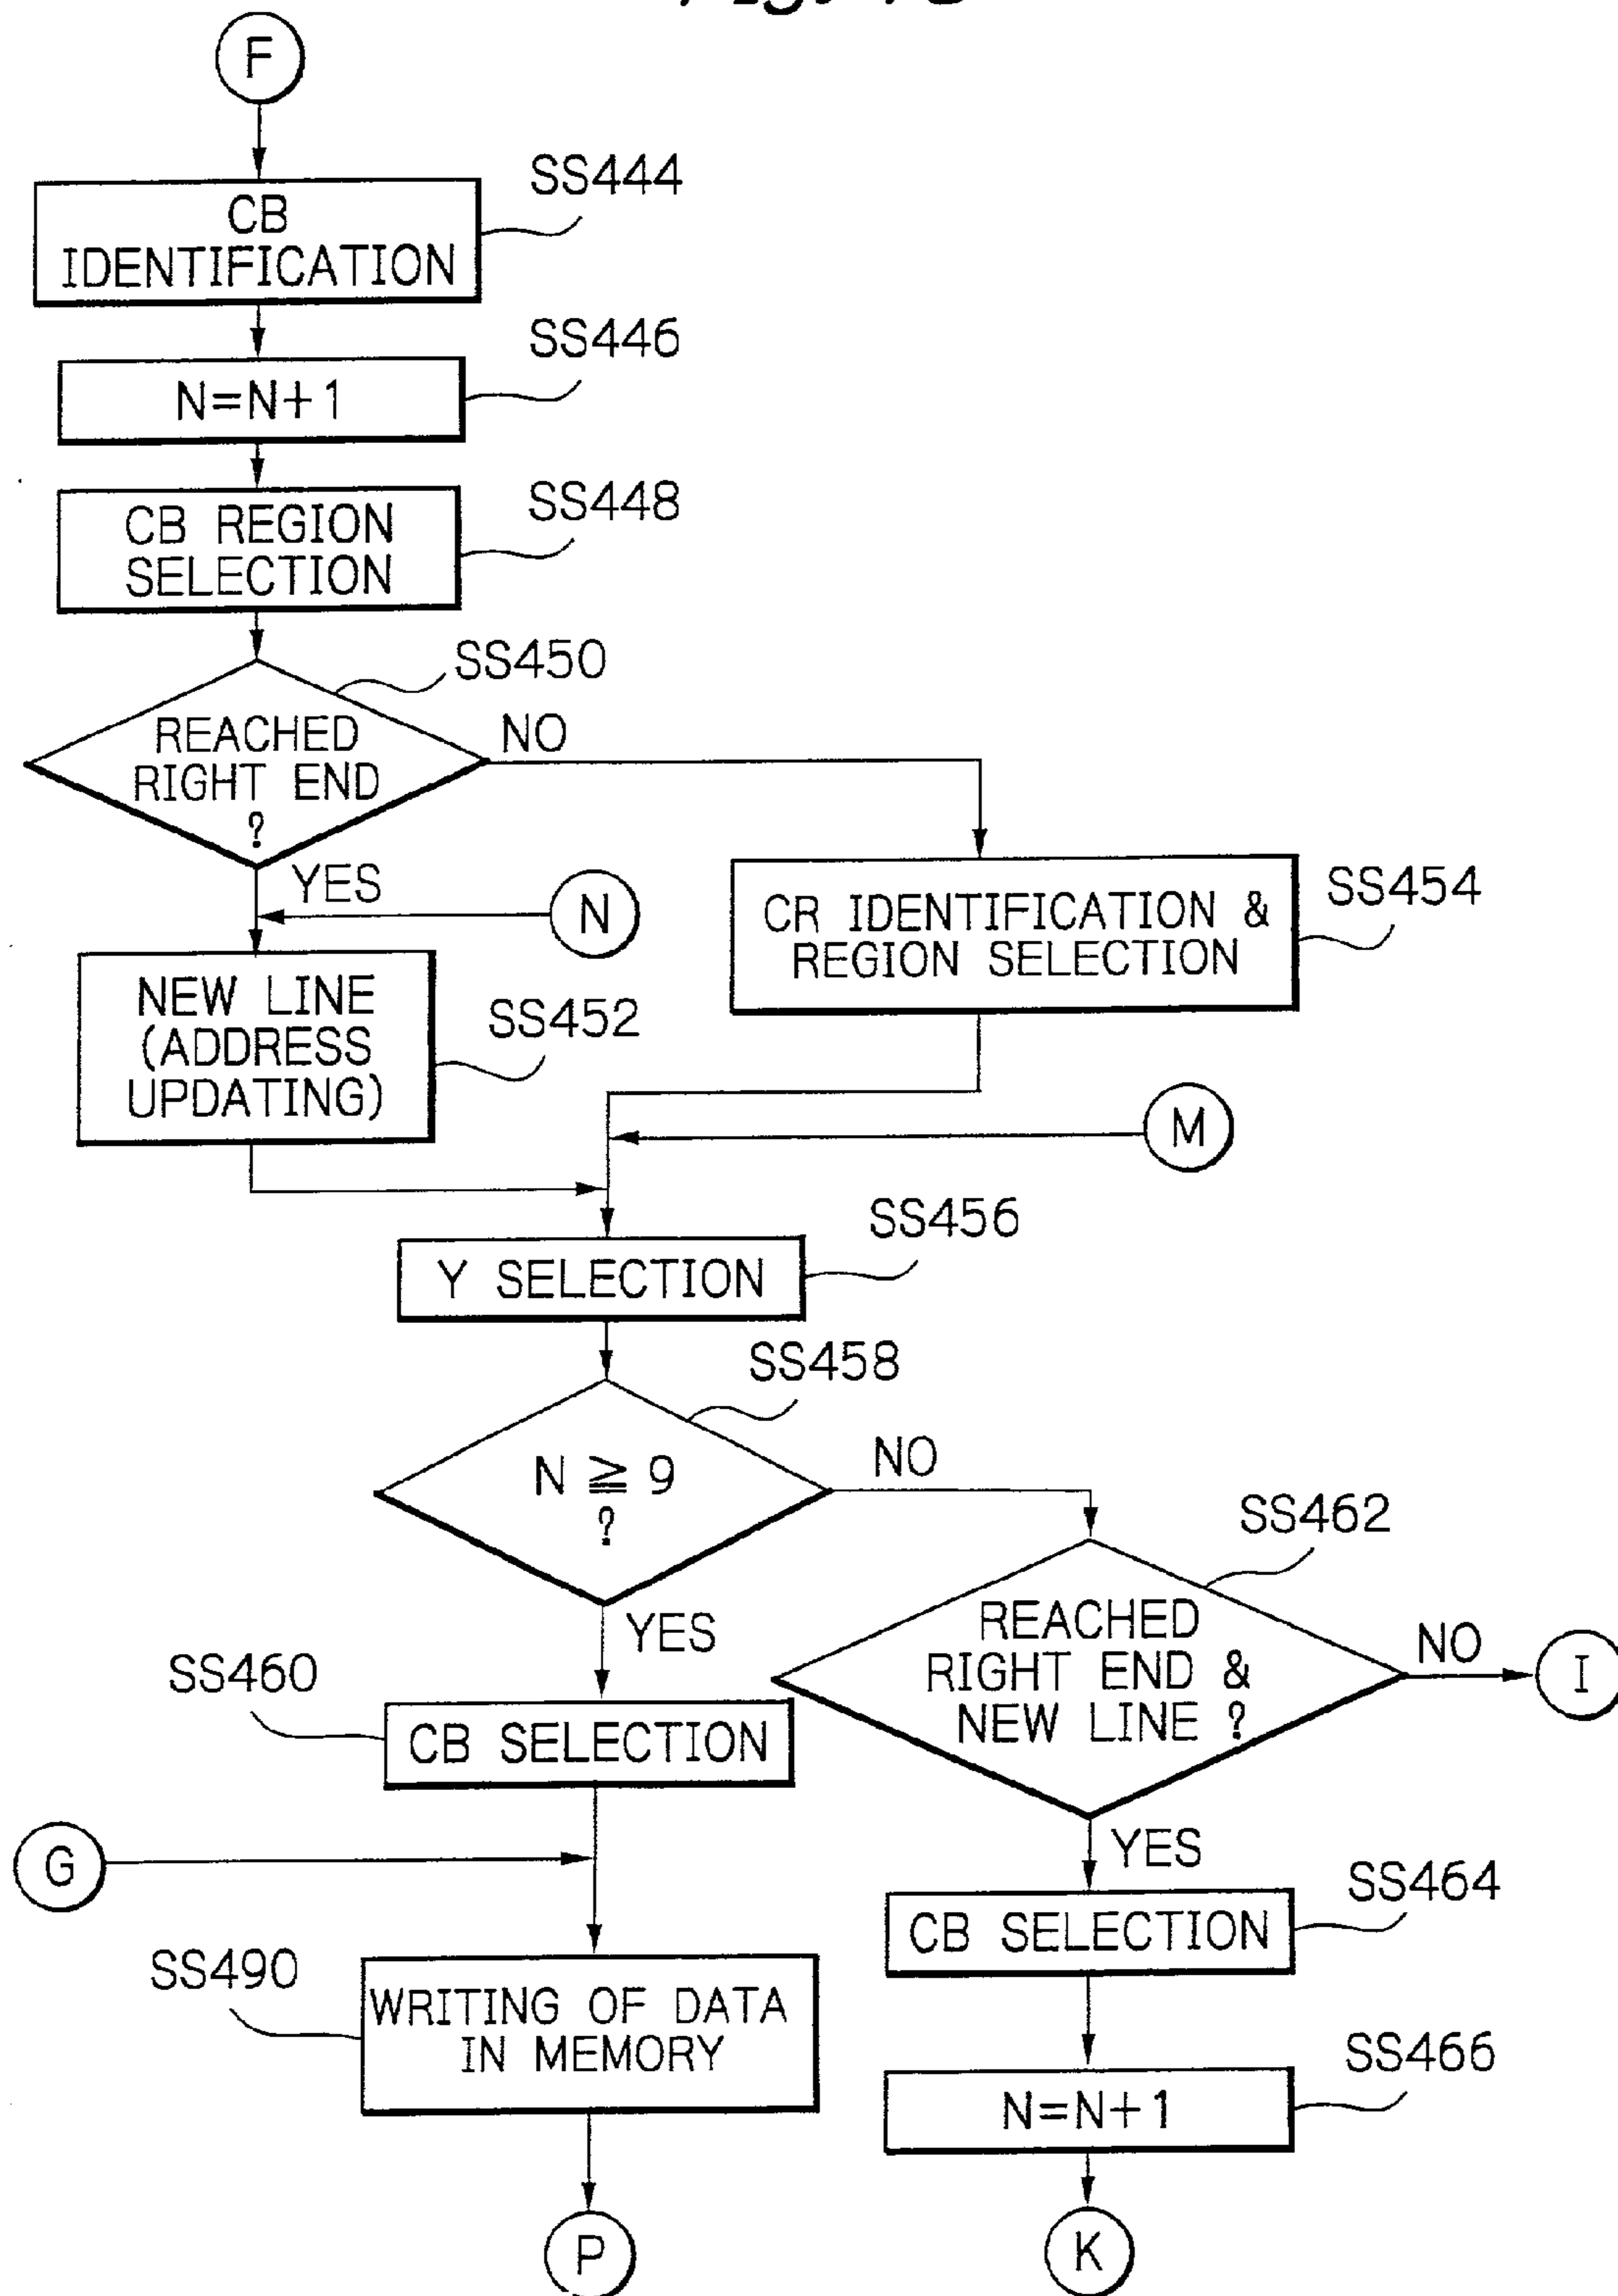 F
SS444
CB
IDENTIFICATION
SS446
N=N+1
SS448
CB REGION
SELECTION
SS450
REACHED
RIGHT END
?
NO
YES
N
SS454
CR IDENTIFICATION &
REGION SELECTION
NEW LINE
(ADDRESS
UPDATING)
SS452
M
SS456
Y SELECTION
SS458
N ≧ 9
?
NO
YES
SS462
REACHED
RIGHT END &
NEW LINE ?
NO
I
SS460
CB SELECTION
YES
G
SS464
CB SELECTION
SS490
WRITING OF DATA
IN MEMORY
SS466
N=N+1
P
K